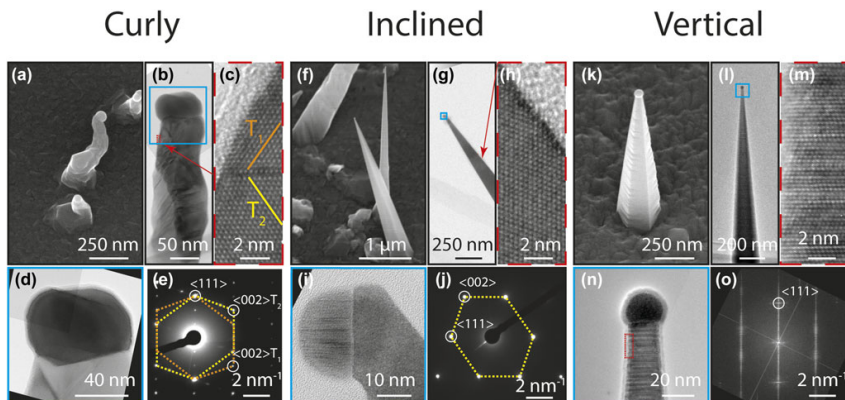 Curly
Inclined
Vertical
(a)
(b)
(c)
(f)
(g)
(h)
(k)
(l)
(m)
T1
T2
250 nm
50 nm
2 nm
1 µm
250 nm
2 nm
250 nm
200 nm
2 nm
(d)
(e)
(i)
(j)
(n)
(o)
<111>
<002>T2
<002>T1
<002>
<111>
<111>
40 nm
2 nm⁻¹
10 nm
2 nm⁻¹
20 nm
2 nm⁻¹